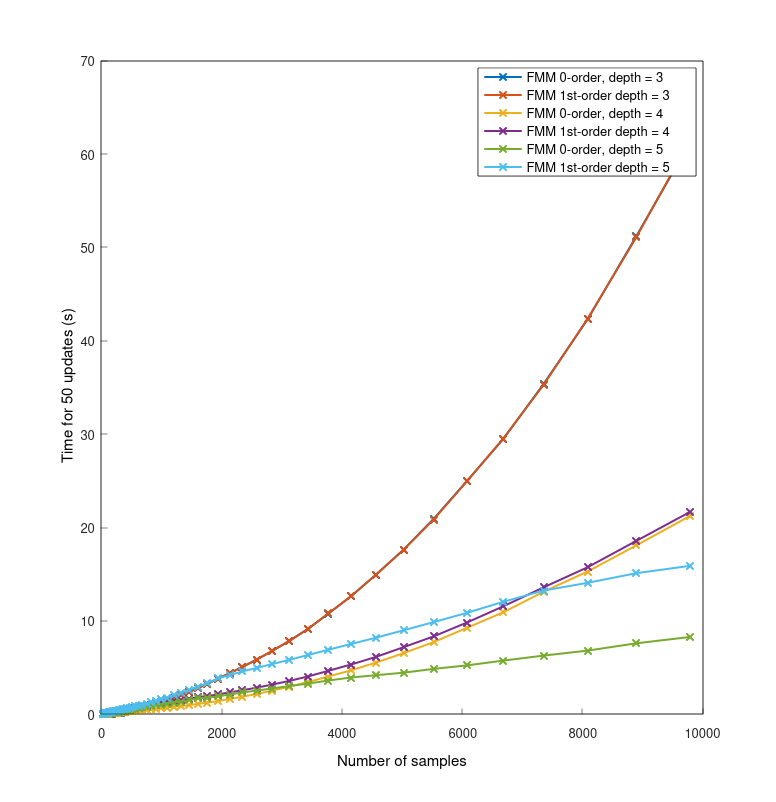 70
60
50
40
30
20
10
0
Time for 50 updates (s)
FMM 0-order, depth = 3
FMM 1st-order depth = 3
FMM 0-order, depth = 4
FMM 1st-order depth = 4
FMM 0-order, depth = 5
FMM 1st-order depth = 5
0 2000 4000 6000 8000 10000
Number of samples